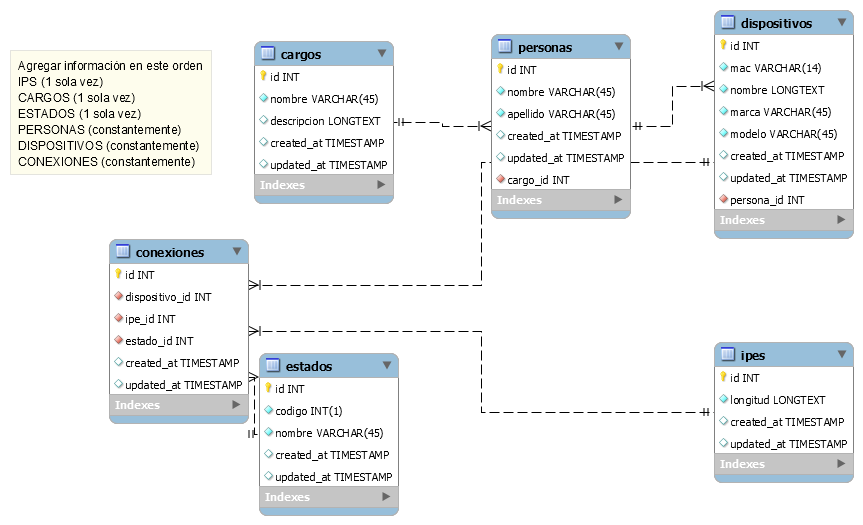 Agregar información en este orden
IPS (1 sola vez)
CARGOS (1 sola vez)
ESTADOS (1 sola vez)
PERSONAS (constantemente)
DISPOSITIVOS (constantemente)
CONEXIONES (constantemente)
cargos
id INT
nombre VARCHAR(45)
descripcion LONGTEXT
created_at TIMESTAMP
updated_at TIMESTAMP
Indexes
personas
id INT
nombre VARCHAR(45)
apellido VARCHAR(45)
created_at TIMESTAMP
updated_at TIMESTAMP
cargo_id INT
Indexes
dispositivos
id INT
mac VARCHAR(14)
nombre LONGTEXT
marca VARCHAR(45)
modelo VARCHAR(45)
created_at TIMESTAMP
updated_at TIMESTAMP
persona_id INT
Indexes
conexiones
id INT
dispositivo_id INT
ipe_id INT
estado_id INT
created_at TIMESTAMP
updated_at TIMESTAMP
Indexes
estados
id INT
codigo INT(1)
nombre VARCHAR(45)
created_at TIMESTAMP
updated_at TIMESTAMP
Indexes
ipes
id INT
longitud LONGTEXT
created_at TIMESTAMP
updated_at TIMESTAMP
Indexes